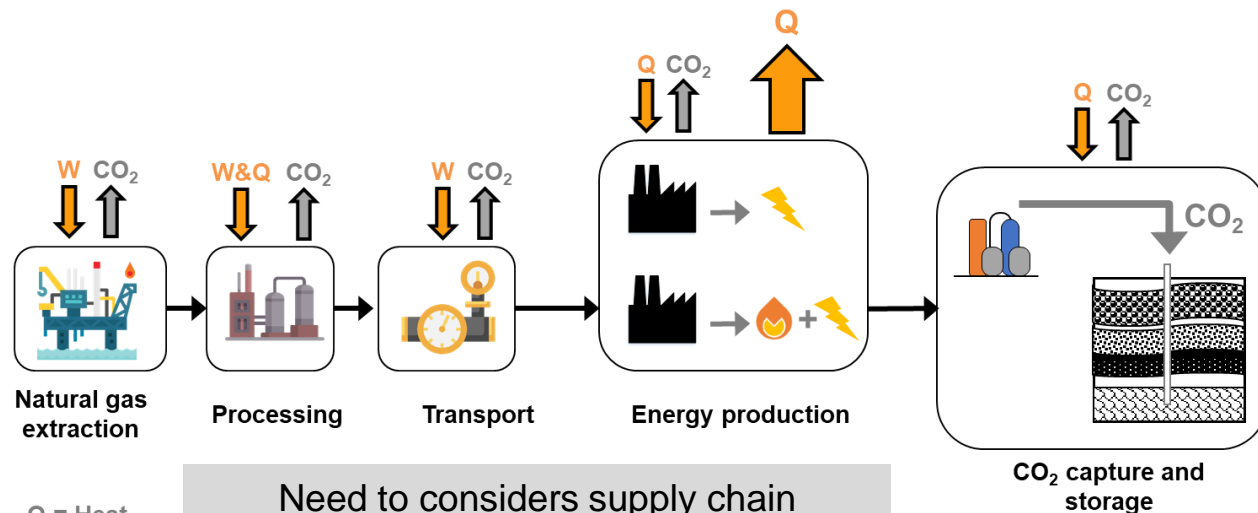 Q
Q CO₂
Q CO₂
W CO₂
W&Q CO₂
W CO₂
CO₂
Natural gas
extraction
Processing
Transport
Energy production
+
CO₂ capture and
storage
Need to considers supply chain
Q = Heat